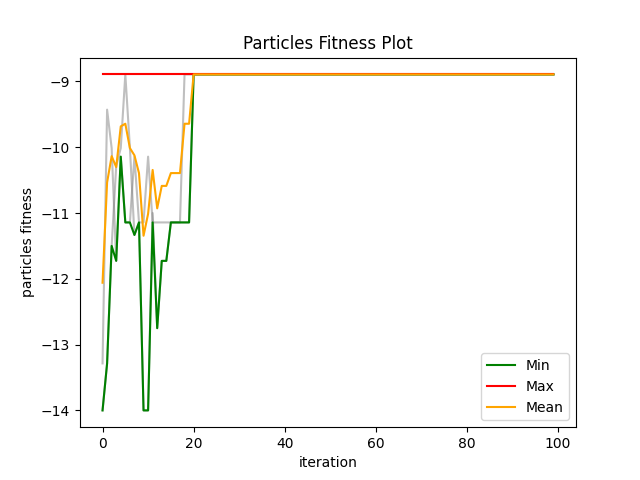 Particles Fitness Plot
particles fitness
−9
−10
−11
−12
−13
−14
0
20
40
60
80
100
iteration
Min
Max
Mean